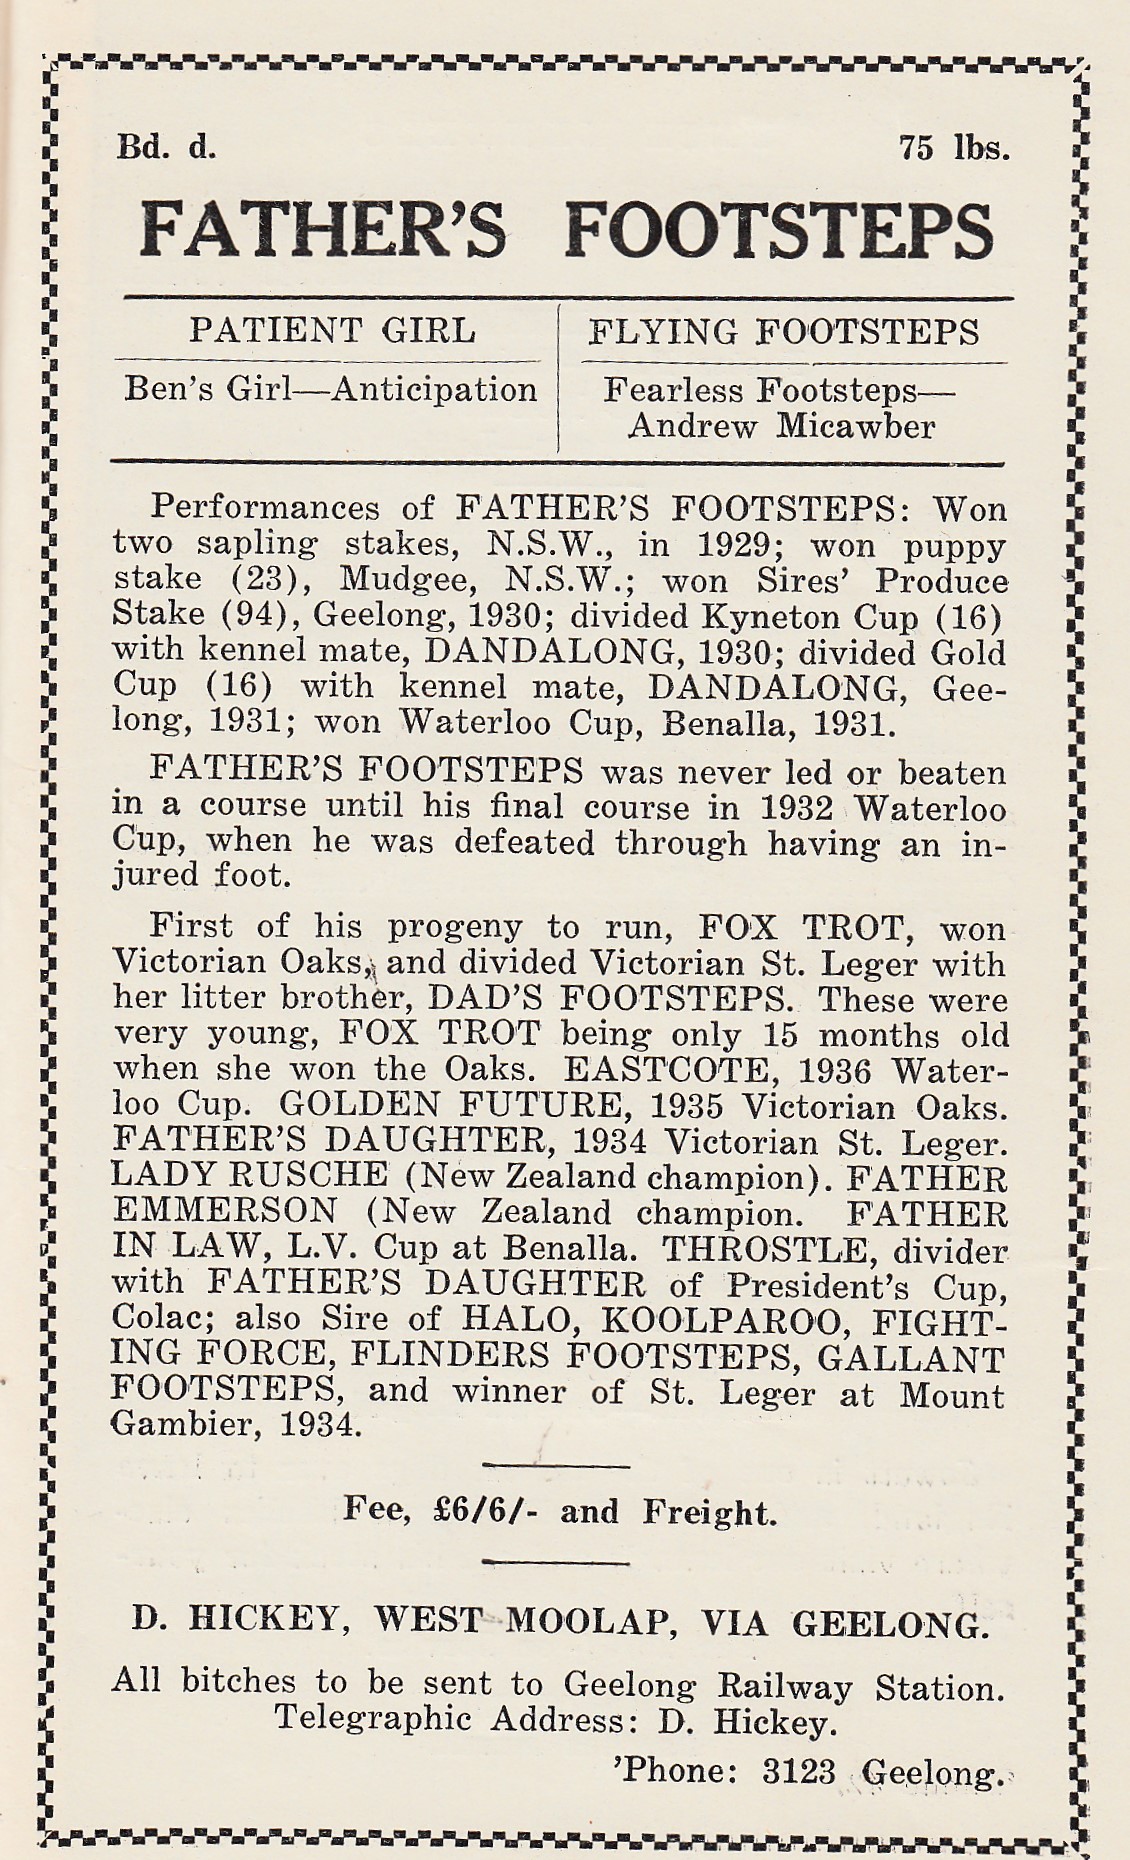 Bd. d. 75 lbs.
FATHER'S FOOTSTEPS
PATIENT GIRL
Ben's Girl—Anticipation
FLYING FOOTSTEPS
Fearless Footsteps—
Andrew Micawber
Performances of FATHER'S FOOTSTEPS: Won
two sapling stakes, N.S.W., in 1929; won puppy
stake (23), Mudgee, N.S.W.; won Sires' Produce
Stake (94), Geelong, 1930; divided Kyneton Cup (16)
with kennel mate, DANDALONG, 1930; divided Gold
Cup (16) with kennel mate, DANDALONG, Gee-
long, 1931; won Waterloo Cup, Benalla, 1931.
FATHER'S FOOTSTEPS was never led or beaten
in a course until his final course in 1932 Waterloo
Cup, when he was defeated through having an in-
jured foot.
First of his progeny to run, FOX TROT, won
Victorian Oaks, and divided Victorian St. Leger with
her litter brother, DAD'S FOOTSTEPS. These were
very young, FOX TROT being only 15 months old
when she won the Oaks. EASTCOTE, 1936 Water-
loo Cup. GOLDEN FUTURE, 1935 Victorian Oaks.
FATHER'S DAUGHTER, 1934 Victorian St. Leger.
LADY RUSCHE (New Zealand champion). FATHER
EMMERSON (New Zealand champion. FATHER
IN LAW, L.V. Cup at Benalla. THROSTLE, divider
with FATHER'S DAUGHTER of President's Cup,
Colac; also Sire of HALO, KOOLPAROO, FIGHT-
ING FORCE, FLINDERS FOOTSTEPS, GALLANT
FOOTSTEPS, and winner of St. Leger at Mount
Gambier, 1934.
Fee, £6/6/- and Freight.
D. HICKEY, WEST MOOLAP, VIA GEELONG.
All bitches to be sent to Geelong Railway Station.
Telegraphic Address: D. Hickey.
'Phone: 3123 Geelong.